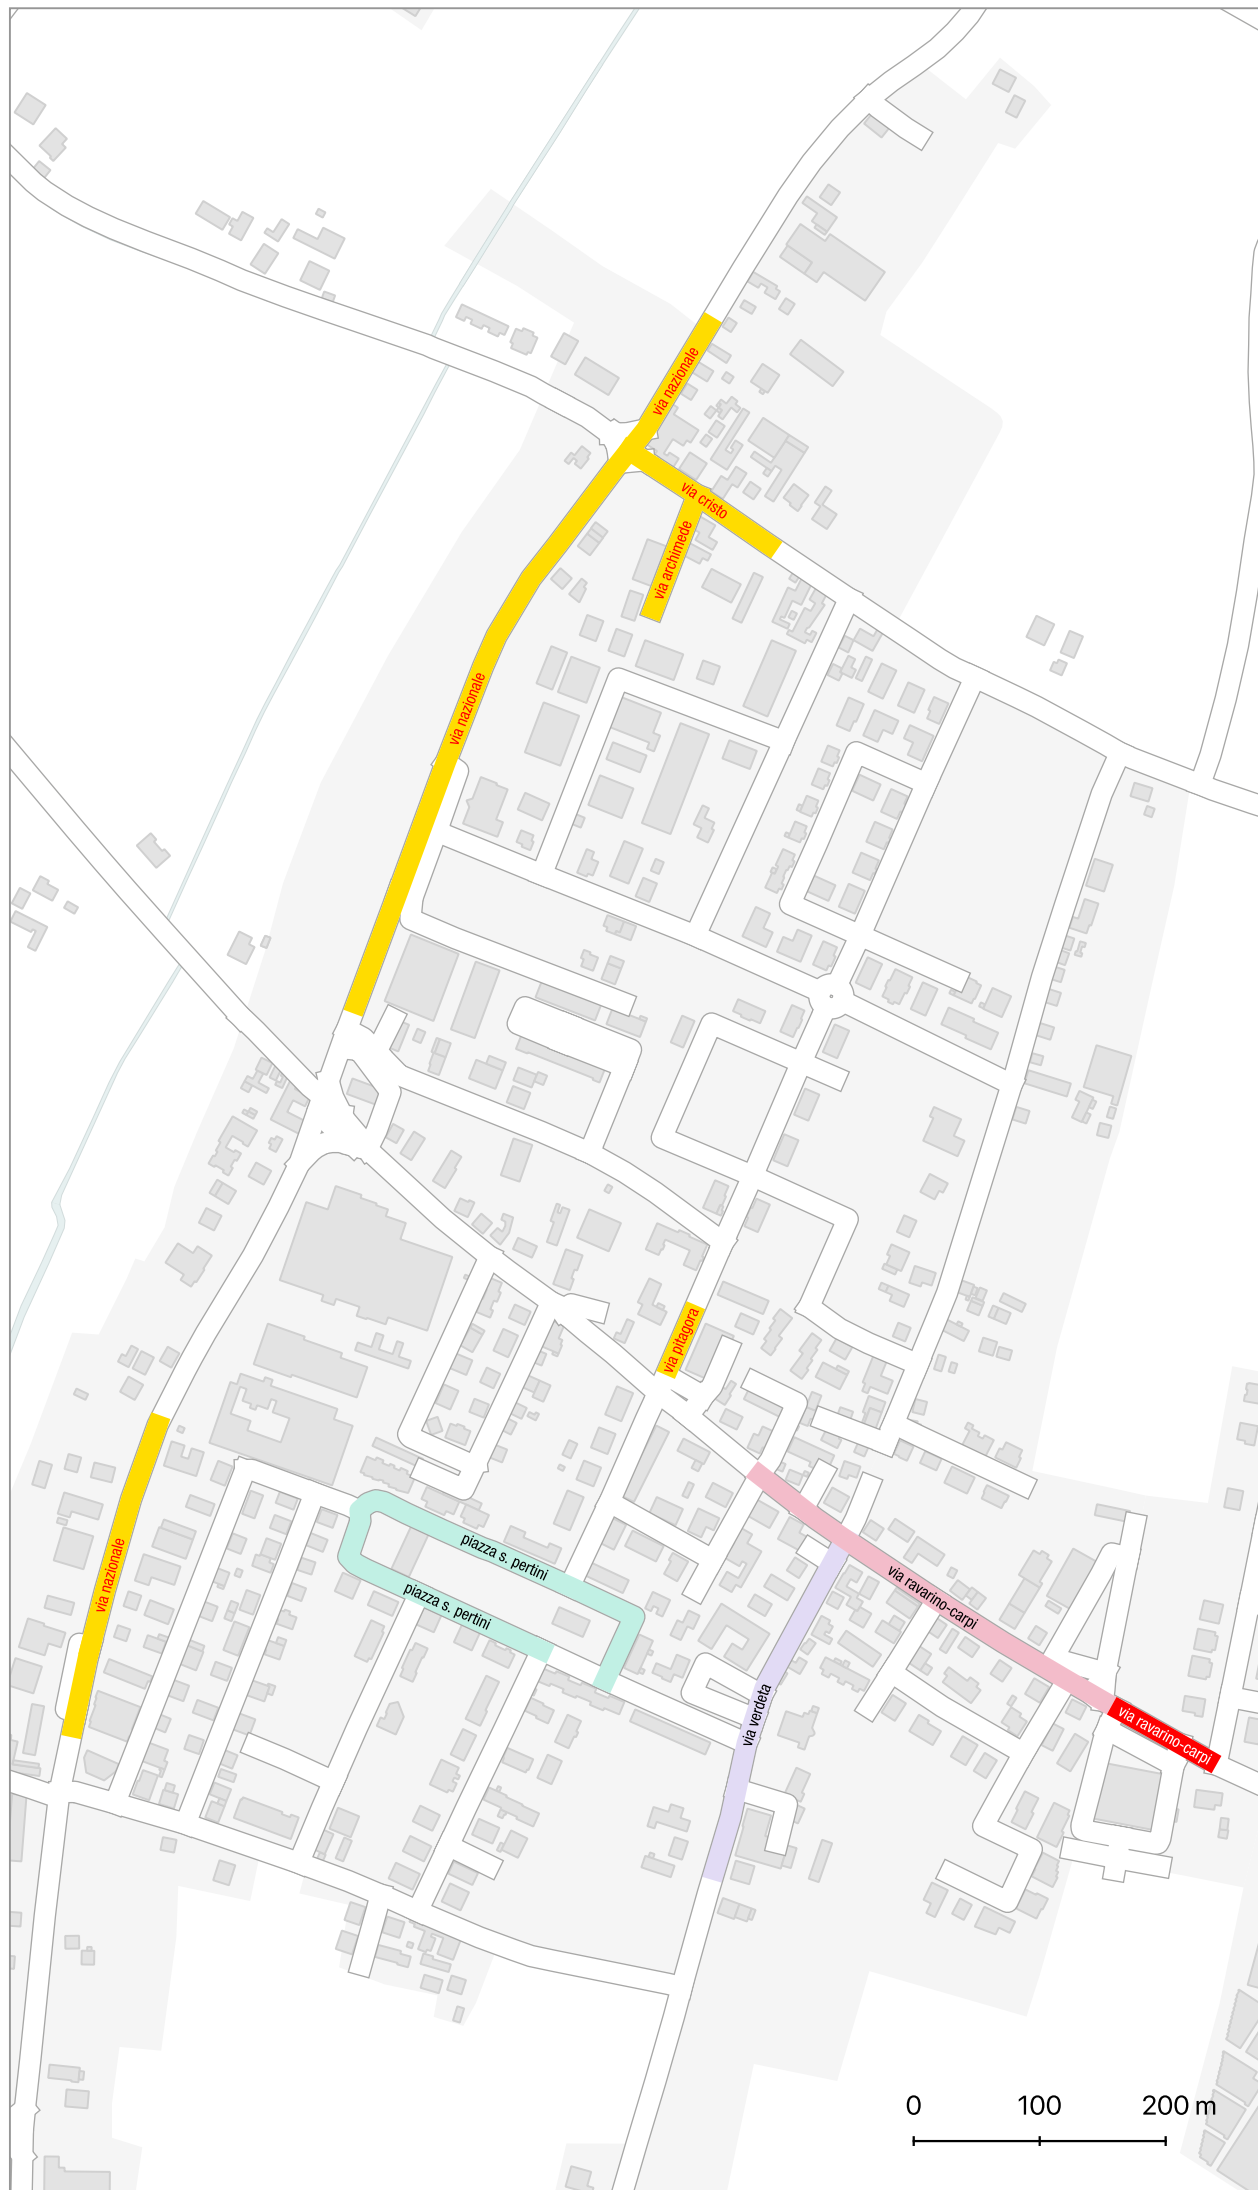 via nazionale
via cristo
via archimede
via nazionale
via pitagora
piazza s. pertini
via nazionale
piazza s. pertini
via ravarino-carpi
via verdeta
via ravarino-carpi
0 100 200 m